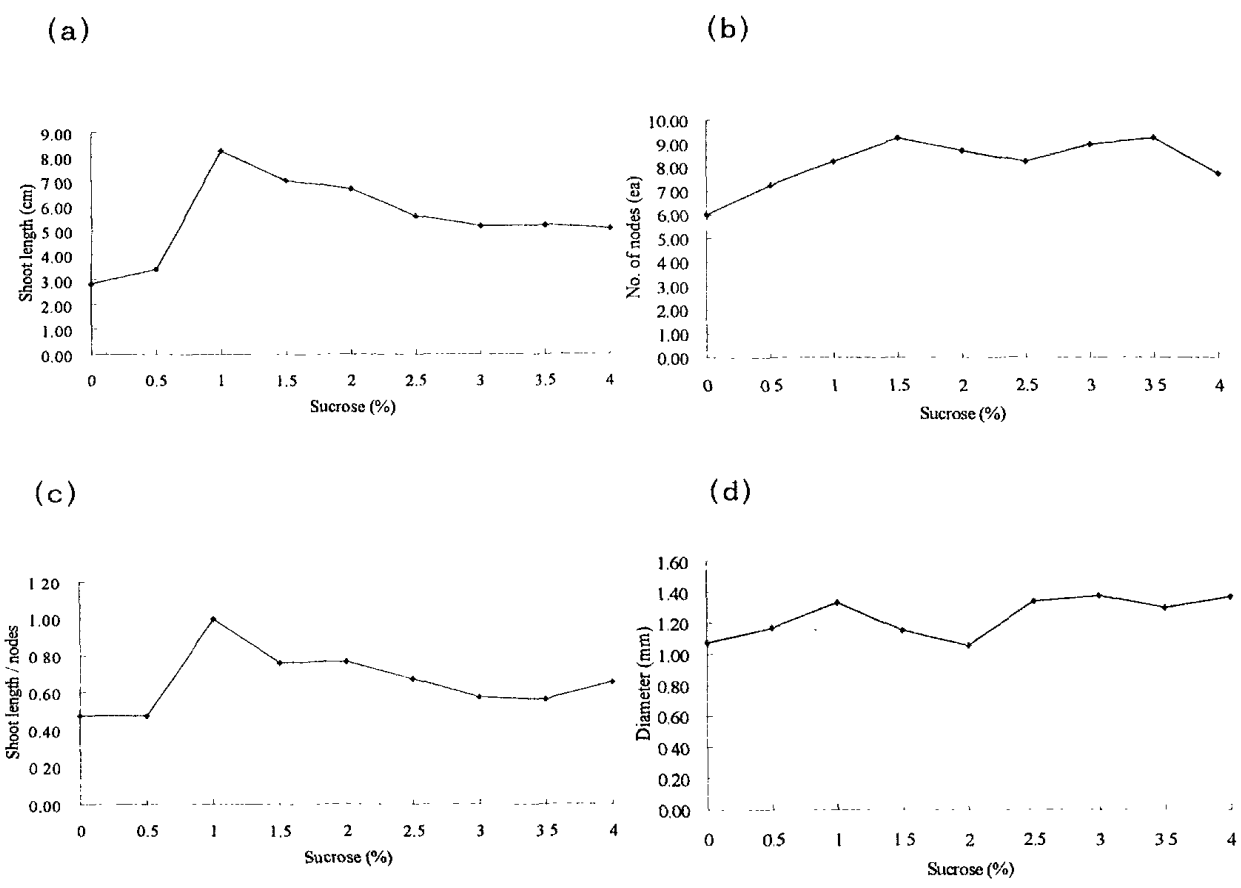 (a)
Shoot length (cm)
9.00
8.00
7.00
6.00
5.00
4.00
3.00
2.00
1.00
0.00
0 0.5 1 1.5 2 2.5 3 3.5 4
Sucrose (%)
(b)
No. of nodes (ea)
10.00
9.00
8.00
7.00
6.00
5.00
4.00
3.00
2.00
1.00
0.00
0 0 5 1 1.5 2 2.5 3 3 5 4
Sucrose (%)
(c)
Shoot length / nodes
1 20
1.00
0.80
0.60
0.40
0 20
0.00
0 0.5 1 1.5 2 2.5 3 3 5 4
Sucrose (%)
(d)
Diameter (mm)
1.60
1.40
1.20
1.00
0.80
0.60
0 40
0.20
0.00
0 0.5 1 1.5 2 2.5 3 3 5 4
Sucrose (%)